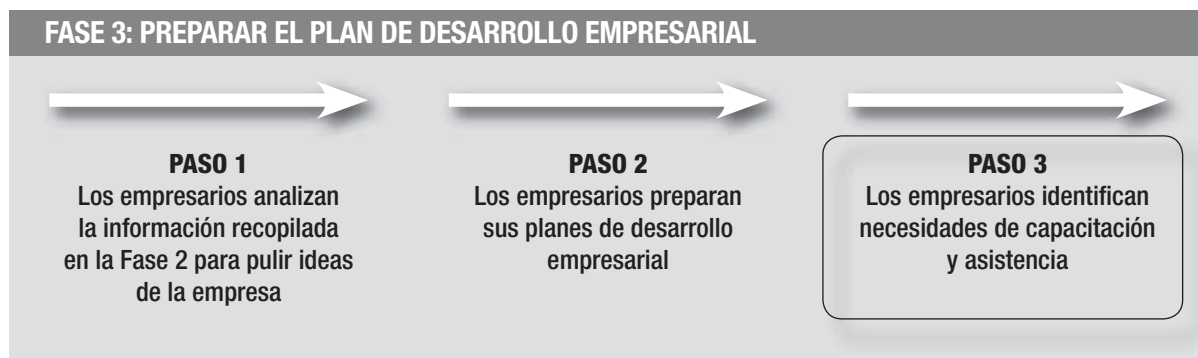 FASE 3: PREPARAR EL PLAN DE DESARROLLO EMPRESARIAL
PASO 1
Los empresarios analizan
la información recopilada
en la Fase 2 para pulir ideas
de la empresa
PASO 2
Los empresarios preparan
sus planes de desarrollo
empresarial
PASO 3
Los empresarios identifican
necesidades de capacitación
y asistencia